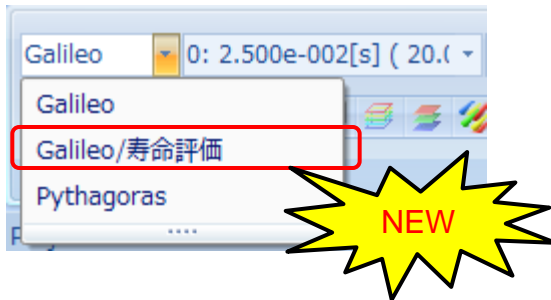 Galileo 0: 2.500e-002[s] ( 20.(
Galileo
Galileo/寿命評価
Pythagoras
NEW